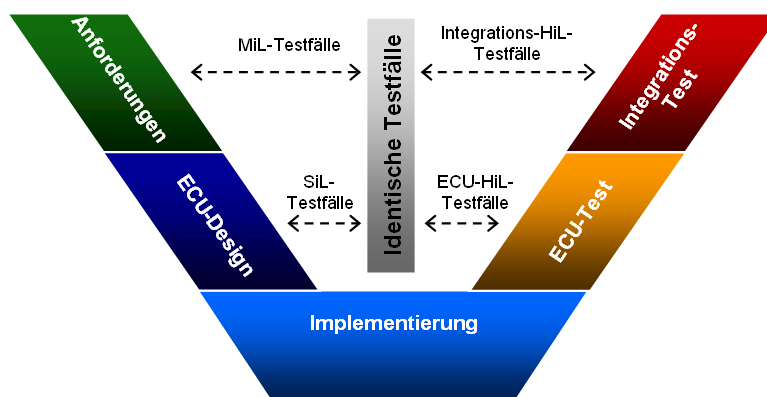 Anforderungen
MiL-Testfälle
Identische Testfälle
Integrations-HiL-
Testfälle
Integrations-
Test
ECU-Design
SiL-
Testfälle
ECU-HiL-
Testfälle
ECU-Test
Implementierung